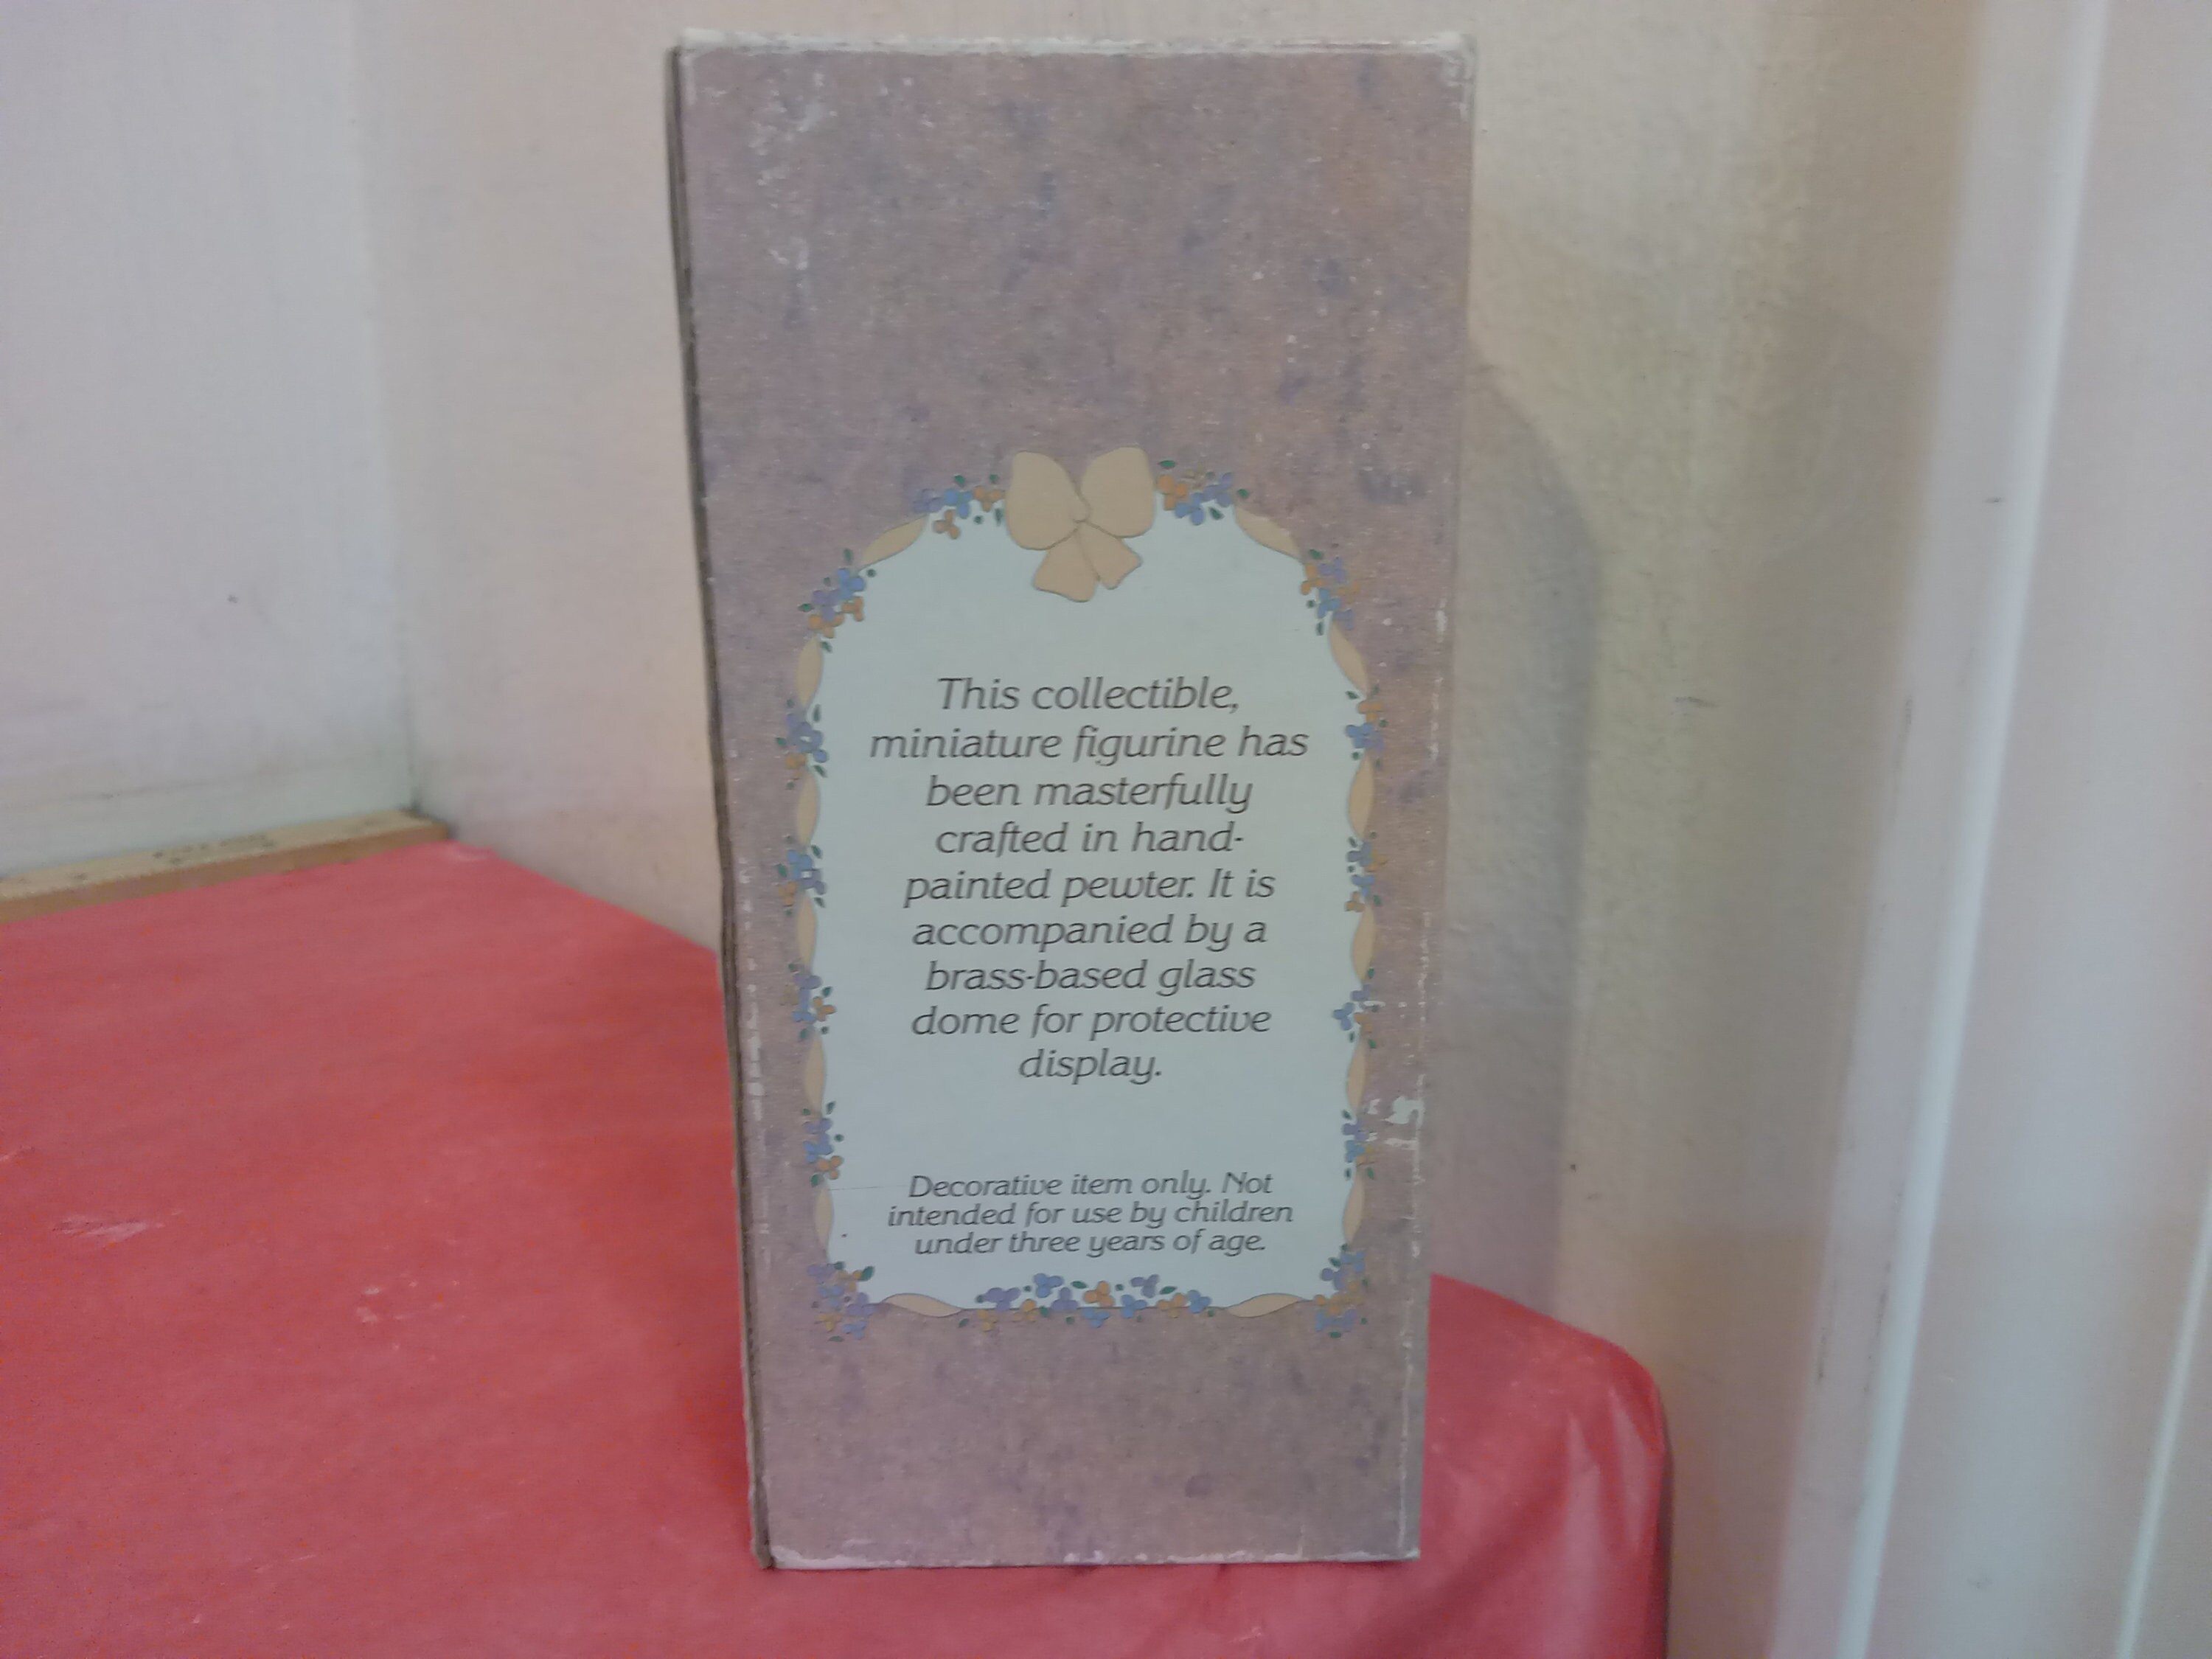 This collectible,
miniature figurine has
been masterfully
crafted in hand-
painted pewter. It is
accompanied by a
brass-based glass
dome for protective
display.
Decorative item only. Not
intended for use by children
under three years of age.